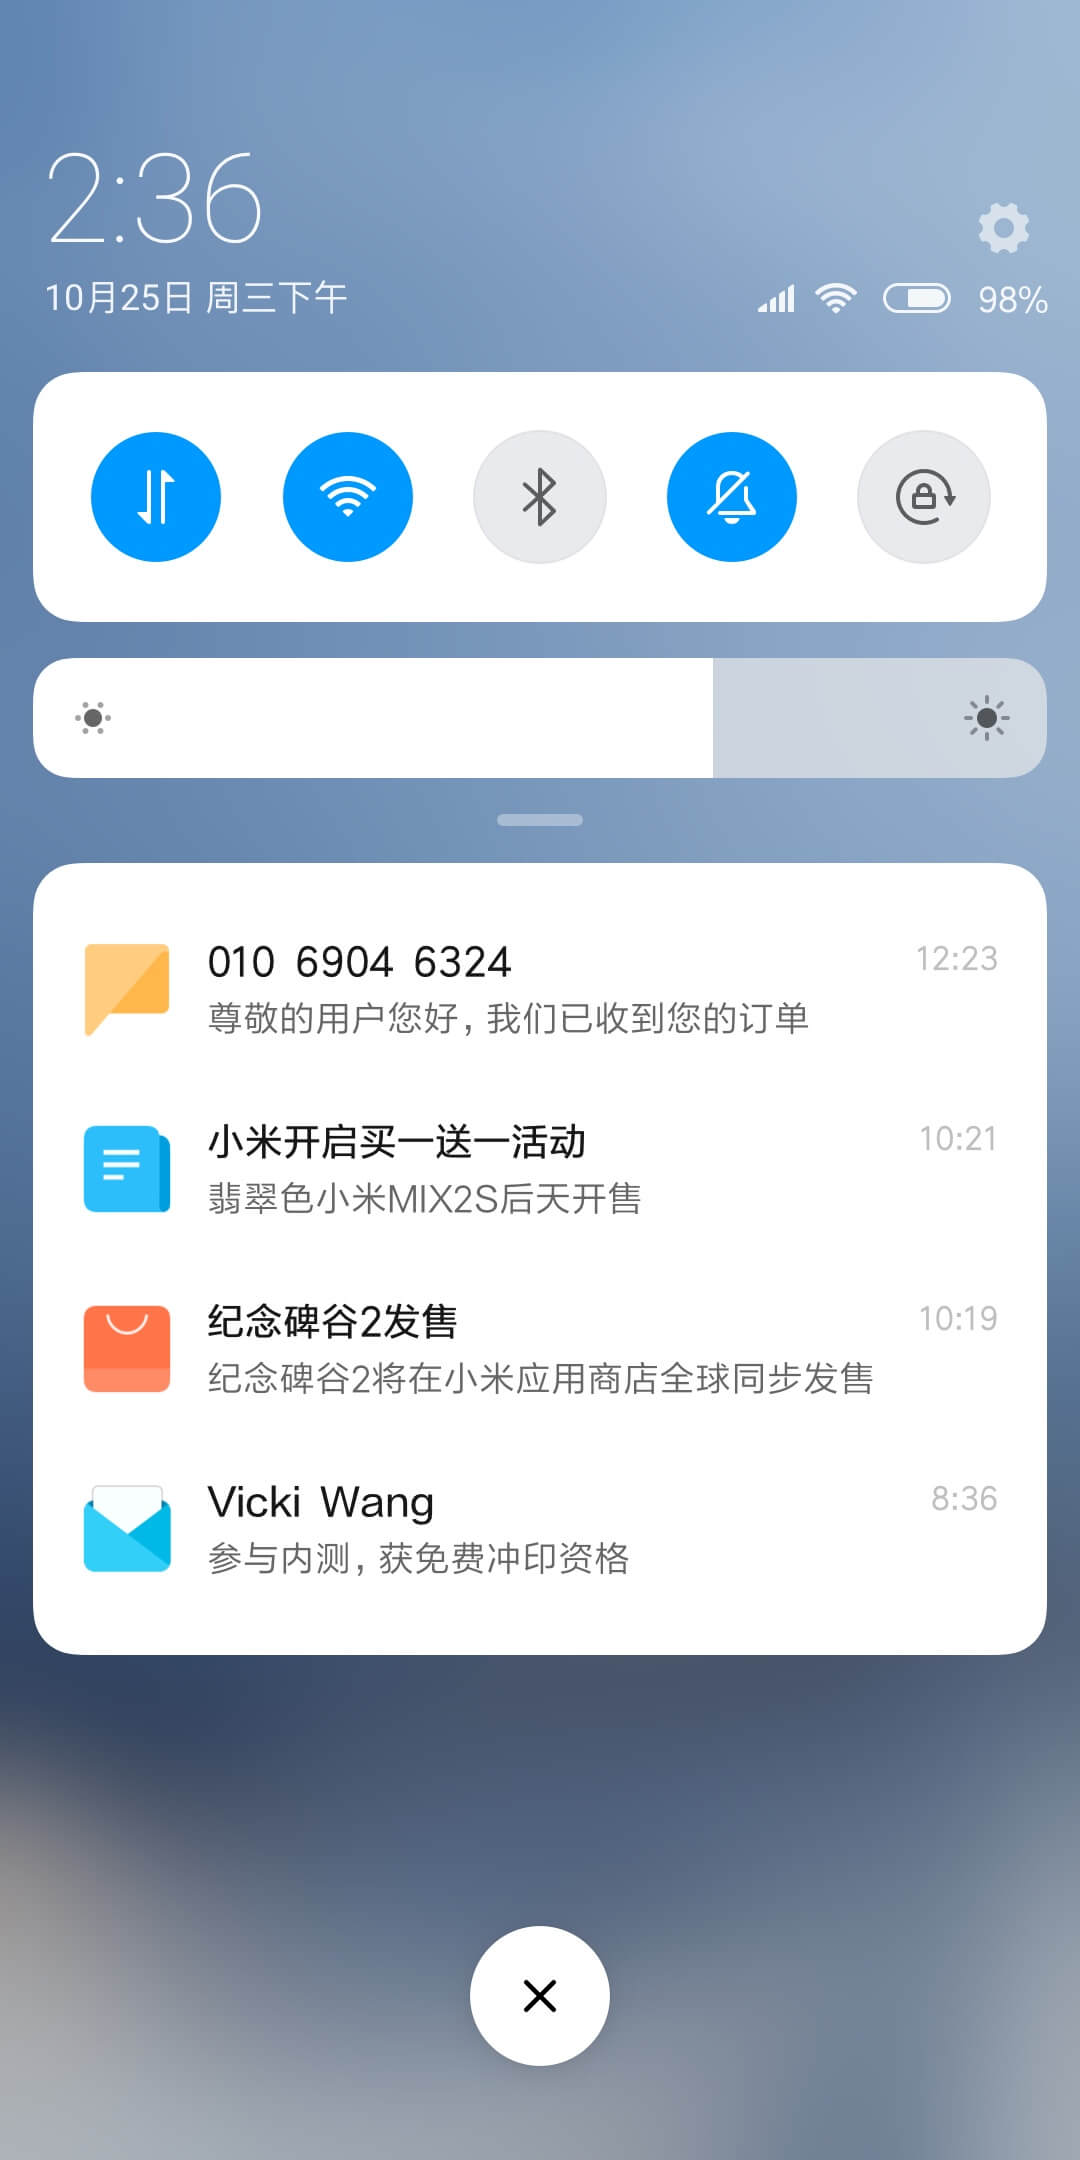 2:36
10月25日 周三下午
98%
010 6904 6324
12:23
尊敬的用户您好,我们已收到您的订单
小米开启买一送一活动
10:21
翡翠色小米MIX2S后天开售
纪念碑谷2发售
10:19
纪念碑谷2将在小米应用商店全球同步发售
Vicki Wang
8:36
参与内测,获免费冲印资格